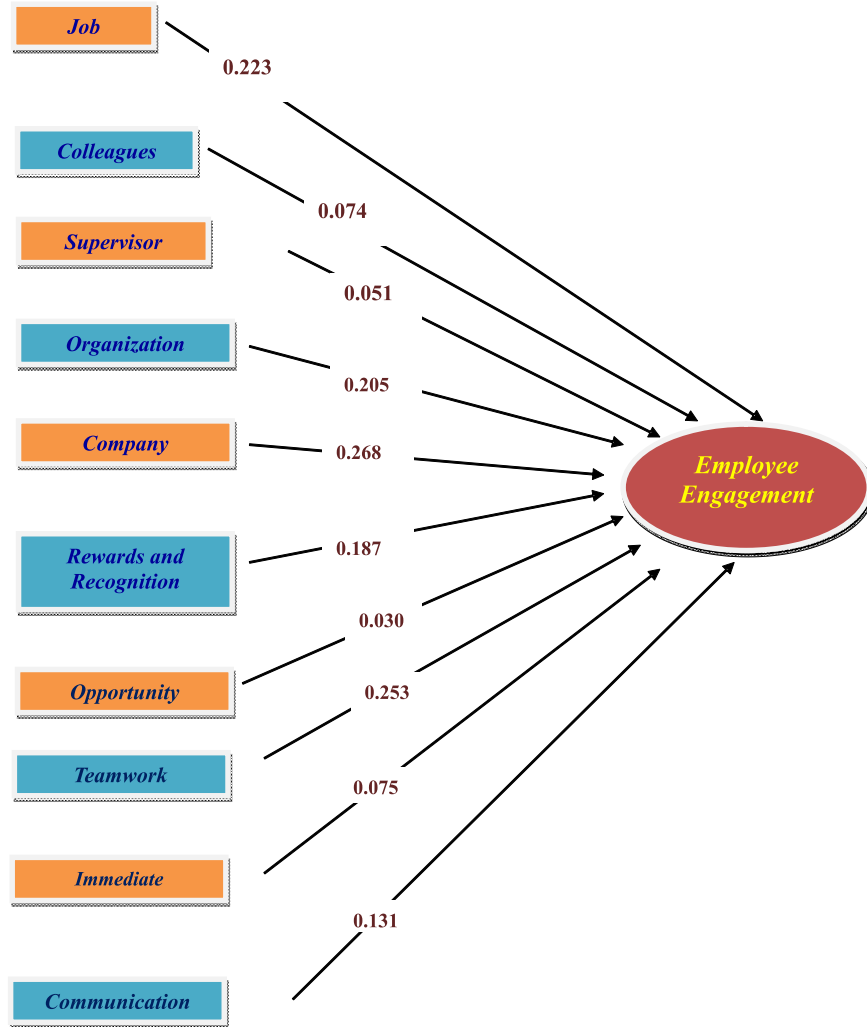 Job
0.223
Colleagues
0.074
Supervisor
0.051
Organization
0.205
Company
0.268
Employee
Engagement
Rewards and
Recognition
0.187
Opportunity
0.030
Teamwork
0.253
Immediate
0.075
Communication
0.131